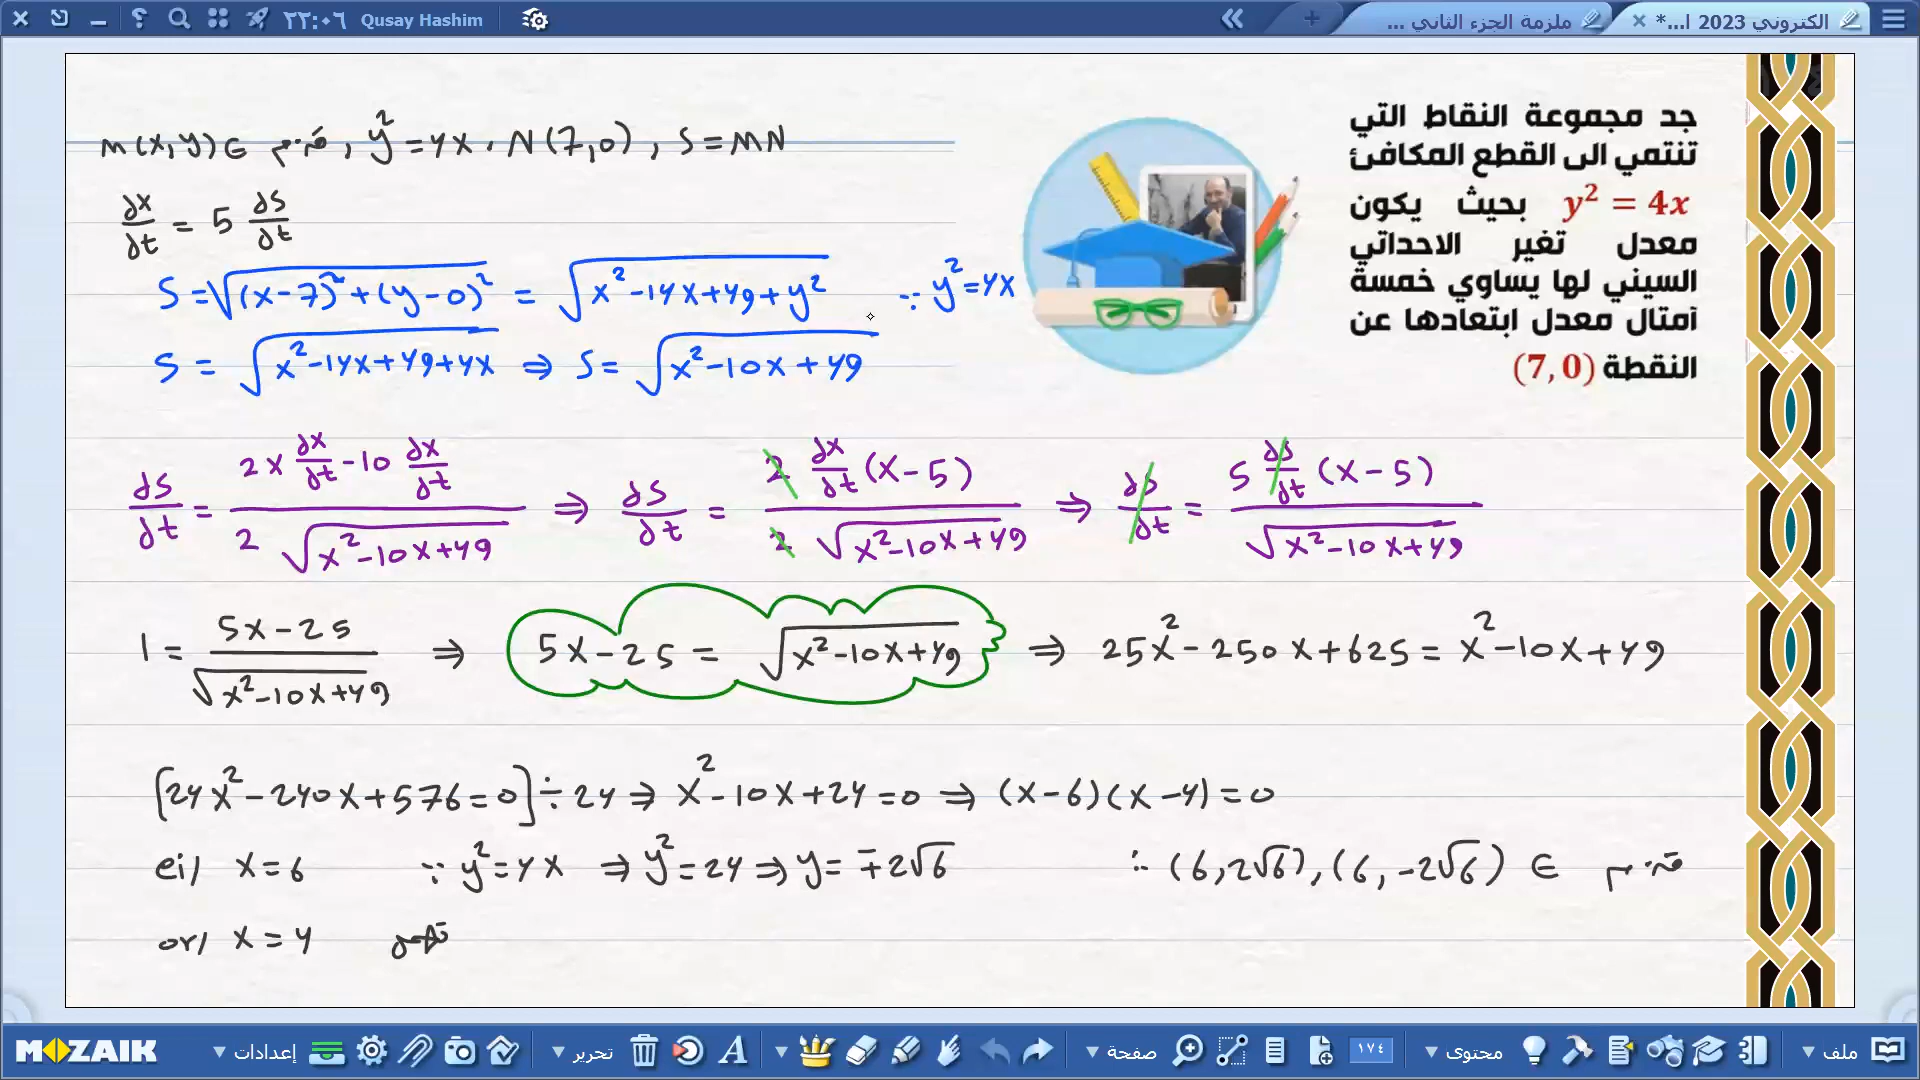 ٢٣:٠٦ Qusay Hashim
ملزمة الجزء الثاني ...
الكتروني 2023 ا...*
جد مجموعة النقاط التي
تنتمي الى القطع المكافئ
y² = 4x بحيث يكون
معدل تغير الاحداثي
السيني لها يساوي خمسة
أمثال معدل ابتعادها عن
النقطة (7, 0)
m(x,y) ∈ , y² = 4x . N(7,0) , S = MN
dx/dt = 5 ds/dt
S = √((x-7)² + (y-0)²) = √(x² - 14x + 49 + y²) ∵ y² = 4x
S = √(x² - 14x + 49 + 4x) ⇒ S = √(x² - 10x + 49)
ds/dt = (2x dx/dt - 10 dx/dt) / (2√(x² - 10x + 49)) ⇒ ds/dt = (2 dx/dt (x - 5)) / (2√(x² - 10x + 49)) ⇒ ds/dt = (5 ds/dt (x - 5)) / √(x² - 10x + 49)
1 = (5x - 25) / √(x² - 10x + 49) ⇒ 5x - 25 = √(x² - 10x + 49) ⇒ 25x² - 250x + 625 = x² - 10x + 49
[24x² - 240x + 576 = 0] ÷ 24 ⇒ x² - 10x + 24 = 0 ⇒ (x - 6)(x - 4) = 0
ei/ x = 6 ∵ y² = 4x ⇒ y² = 24 ⇒ y = ∓2√6 ∴ (6, 2√6), (6, -2√6) ∈
or/ x = 4
MOZAIK
إعدادات
تحرير
صفحة
١٧٤
محتوى
ملف